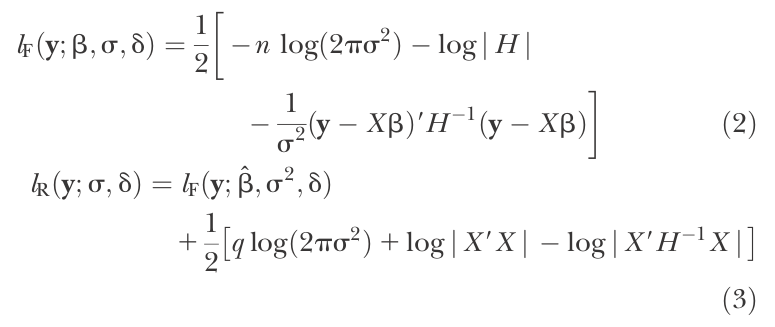 l_F(y; β, σ, δ) = 1/2 [ −n log(2πσ²) − log | H |
− 1/σ² (y − Xβ)′H⁻¹(y − Xβ) ] (2)
l_R(y; σ, δ) = l_F(y; β̂, σ², δ)
+ 1/2 [q log(2πσ²) + log | X′X | − log | X′H⁻¹X | ]
(3)